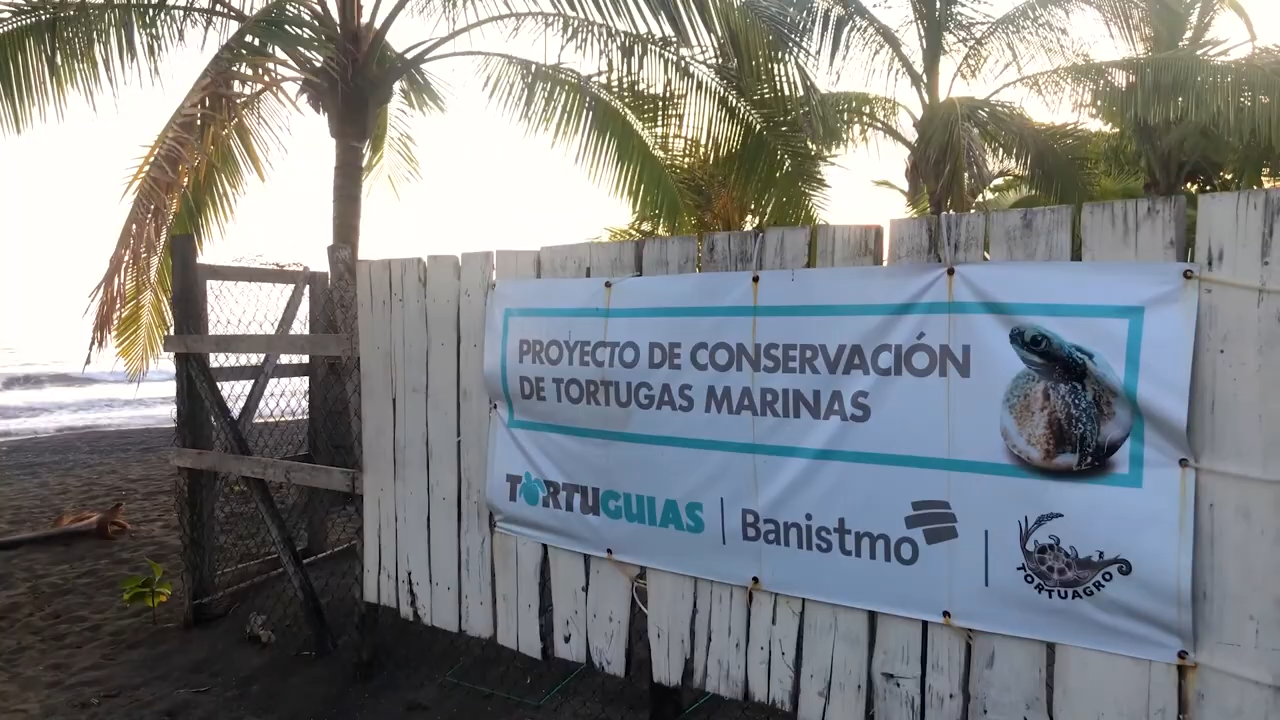 PROYECTO DE CONSERVACIÓN
DE TORTUGAS MARINAS
TORTUGUIAS
Banistmo
TORTUAGRO